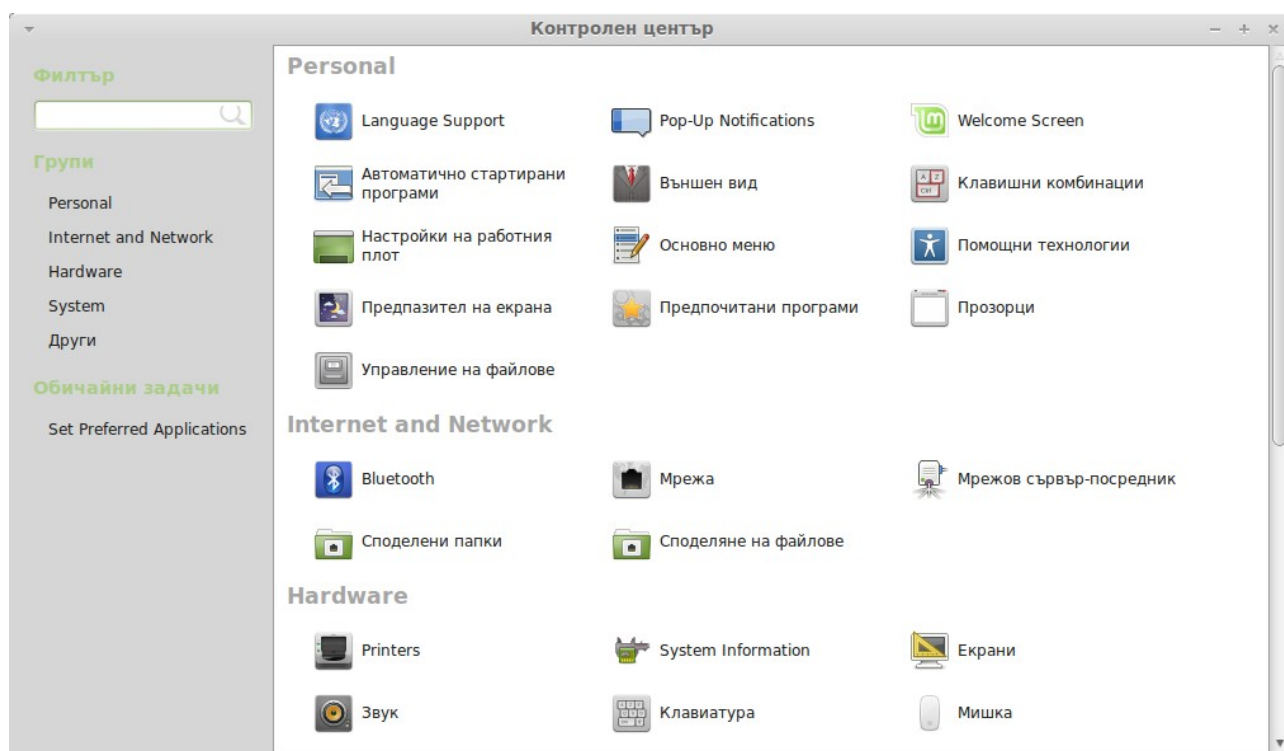 Контролен център
Филтър
Групи
Personal
Internet and Network
Hardware
System
Други
Обичайни задачи
Set Preferred Applications
Personal
Language Support
Pop-Up Notifications
Welcome Screen
Автоматично стартирани
програми
Външен вид
Клавишни комбинации
Настройки на работния
плот
Основно меню
Помощни технологии
Предпазител на екрана
Предпочитани програми
Прозорци
Управление на файлове
Internet and Network
Bluetooth
Мрежа
Мрежов сървър-посредник
Споделени папки
Споделяне на файлове
Hardware
Printers
System Information
Екрани
Звук
Клавиатура
Мишка